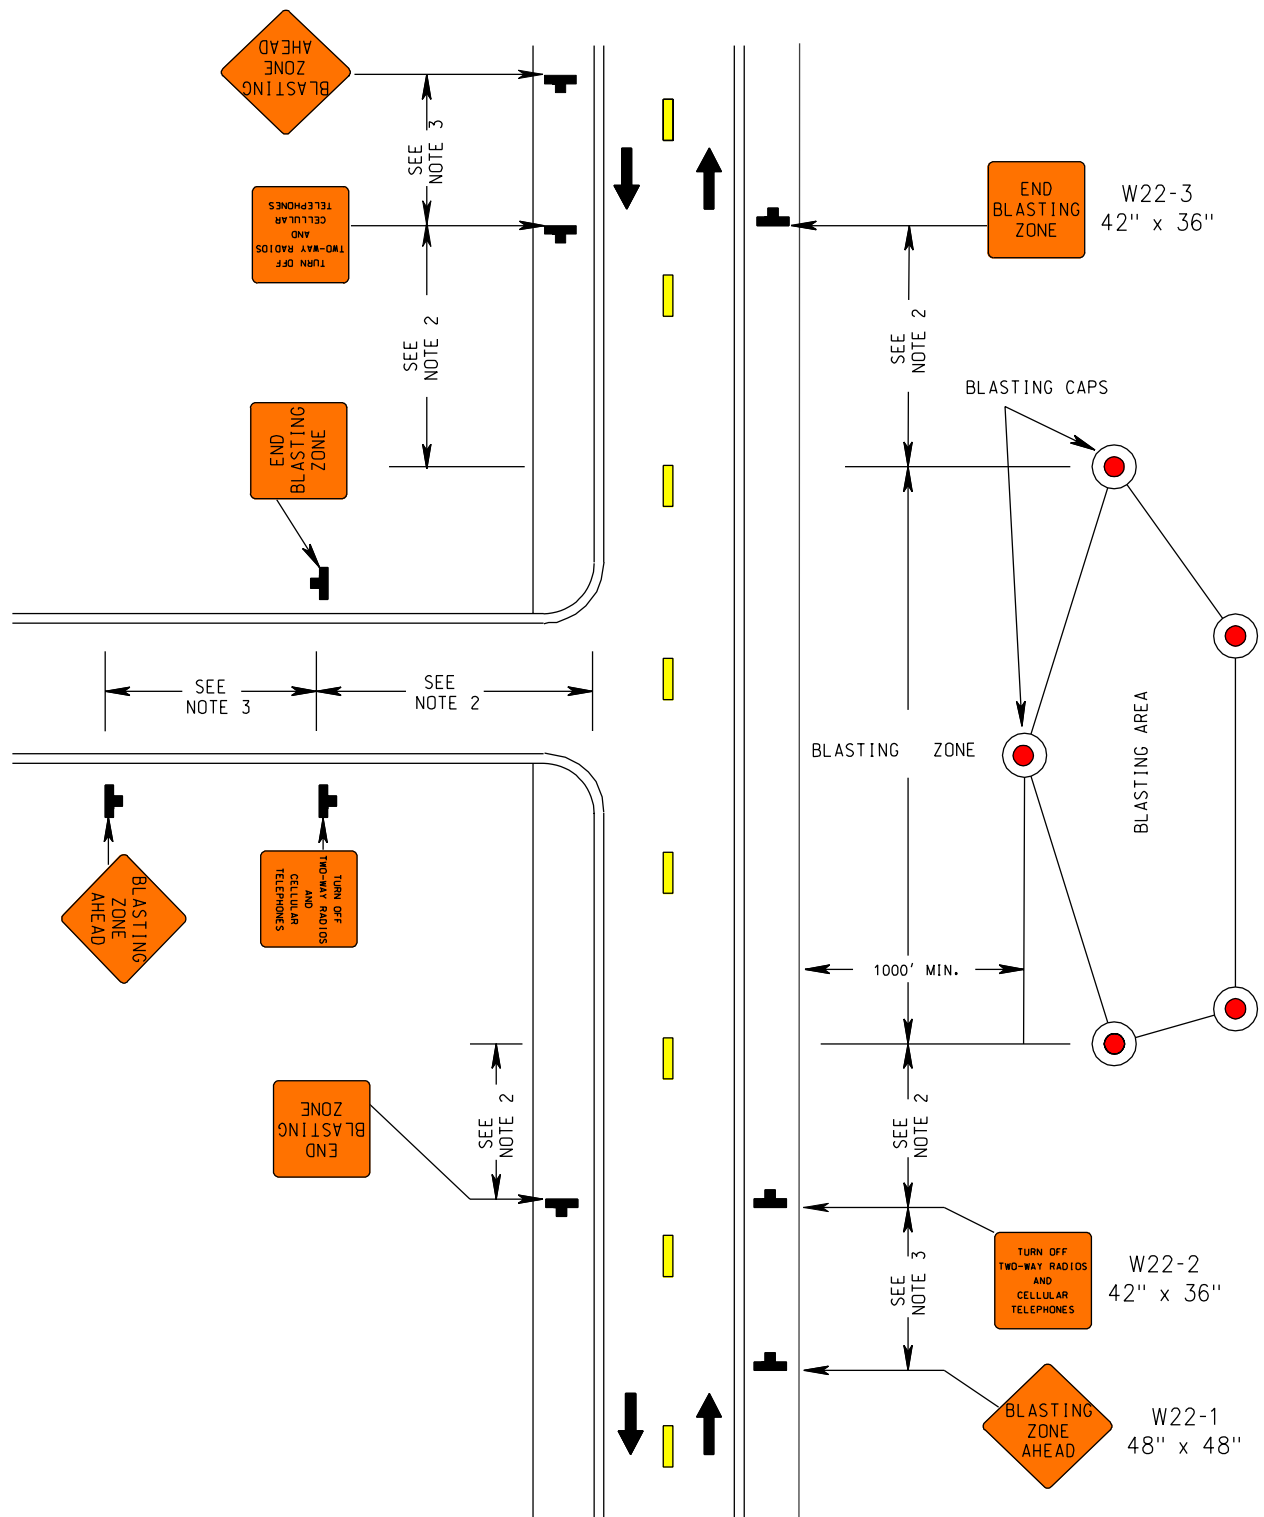 BLASTING
ZONE
AHEAD
SEE
NOTE 3
TURN OFF
TWO-WAY RADIOS
AND
CELLULAR
TELEPHONES
END
BLASTING
ZONE
W22-3
42" x 36"
SEE
NOTE 2
SEE
NOTE 2
BLASTING CAPS
END
BLASTING
ZONE
SEE
NOTE 3
SEE
NOTE 2
BLASTING ZONE
BLASTING AREA
BLASTING
ZONE
AHEAD
TURN OFF
TWO-WAY RADIOS
AND
CELLULAR
TELEPHONES
1000' MIN.
END
BLASTING
ZONE
SEE
NOTE 2
SEE
NOTE 2
TURN OFF
TWO-WAY RADIOS
AND
CELLULAR
TELEPHONES
W22-2
42" x 36"
SEE
NOTE 3
BLASTING
ZONE
AHEAD
W22-1
48" x 48"